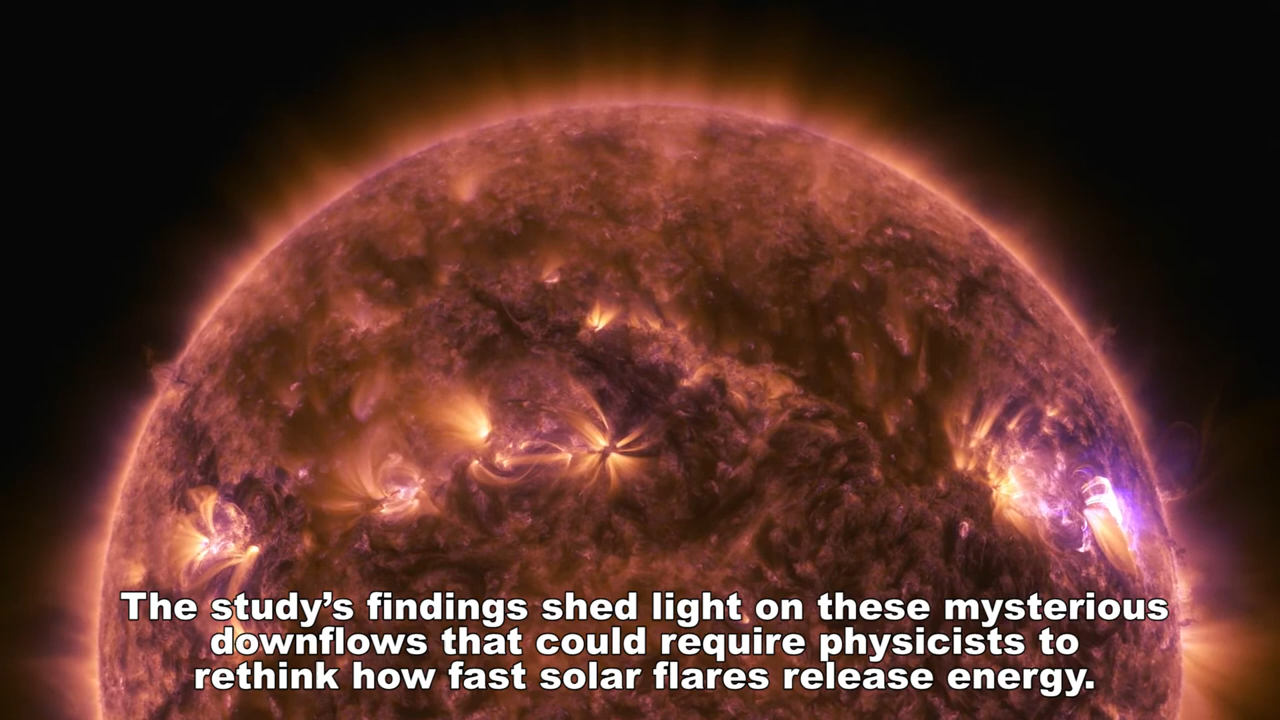 The study’s findings shed light on these mysterious
downflows that could require physicists to
rethink how fast solar flares release energy.